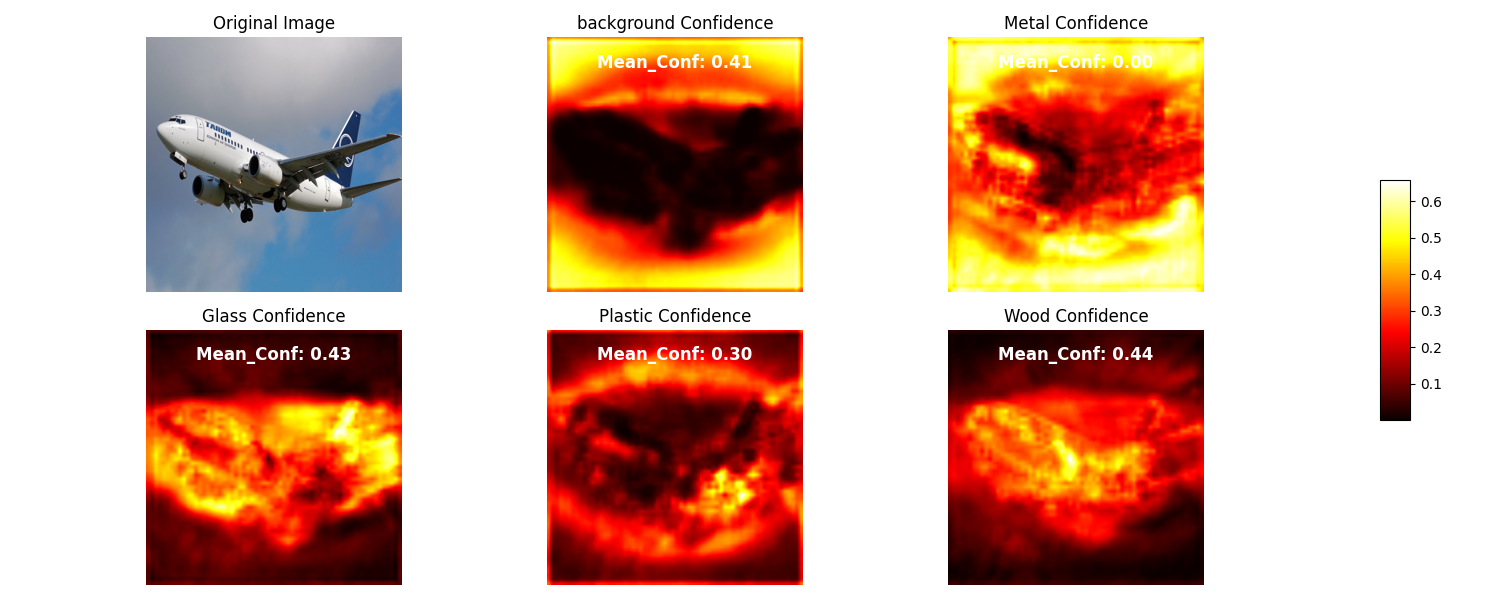 Original Image
background Confidence
Metal Confidence
Mean_Conf: 0.41
Mean_Conf: 0.00
TAROM
Glass Confidence
Plastic Confidence
Wood Confidence
Mean_Conf: 0.43
Mean_Conf: 0.30
Mean_Conf: 0.44
0.6
0.5
0.4
0.3
0.2
0.1